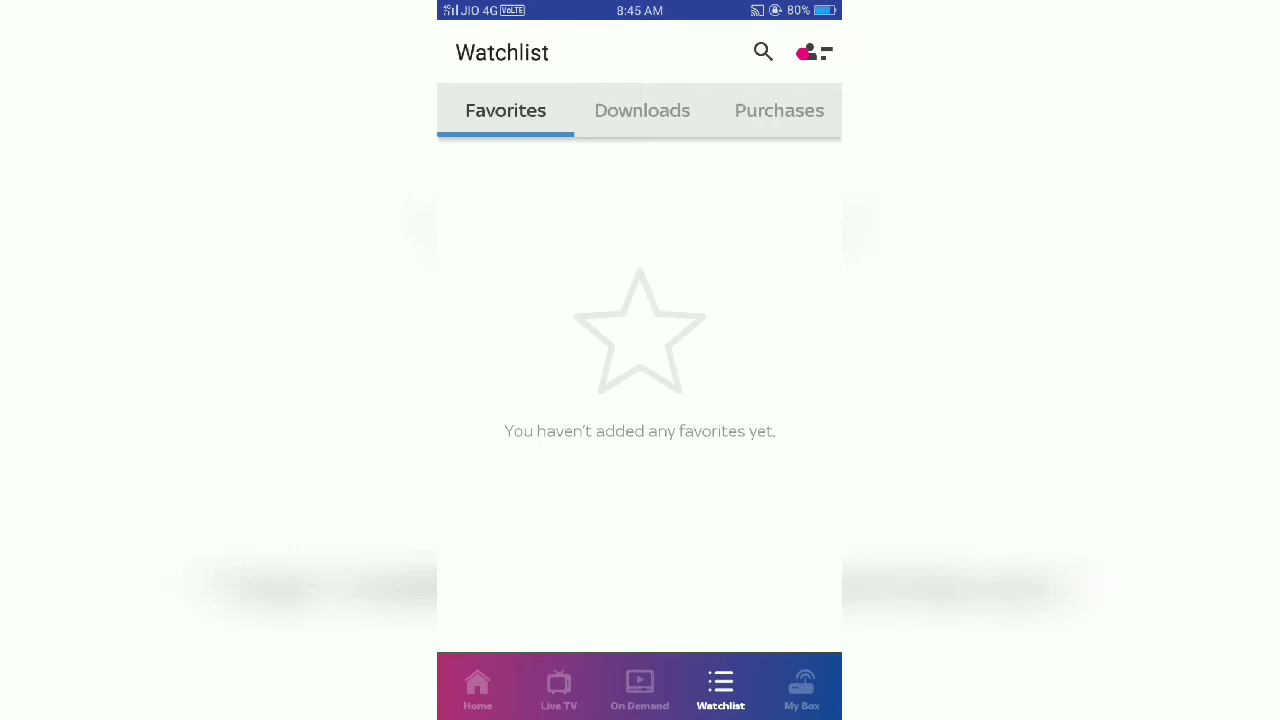 JIO 4G VoLTE 8:45 AM 80%
Watchlist
Favorites Downloads Purchases
You haven't added any favorites yet.
Home Live TV On Demand Watchlist My Box